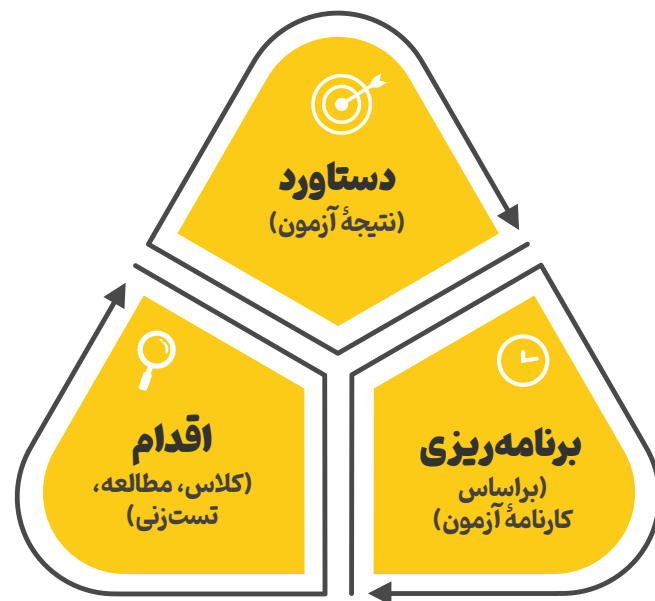 دستاورد
(نتیجهٔ آزمون)
برنامه‌ریزی
(براساس
کارنامهٔ آزمون)
اقدام
(کلاس، مطالعه،
تست‌زنی)